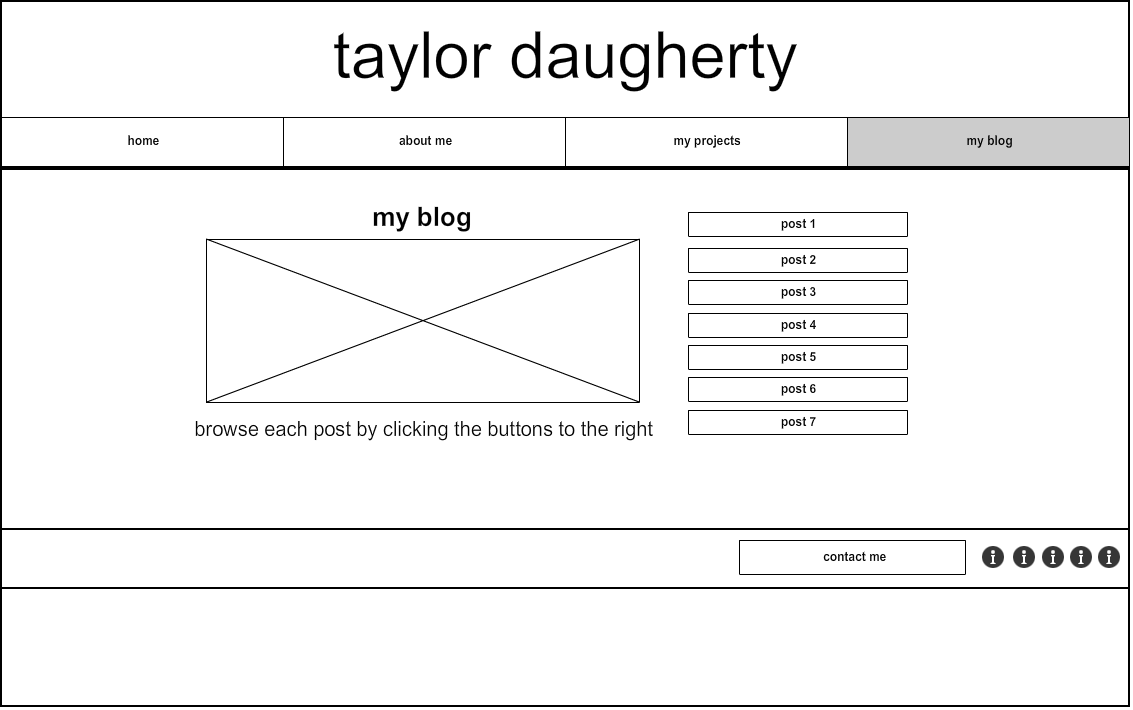 taylor daugherty
home
about me
my projects
my blog
my blog
browse each post by clicking the buttons to the right
post 1
post 2
post 3
post 4
post 5
post 6
post 7
contact me
i i i i i